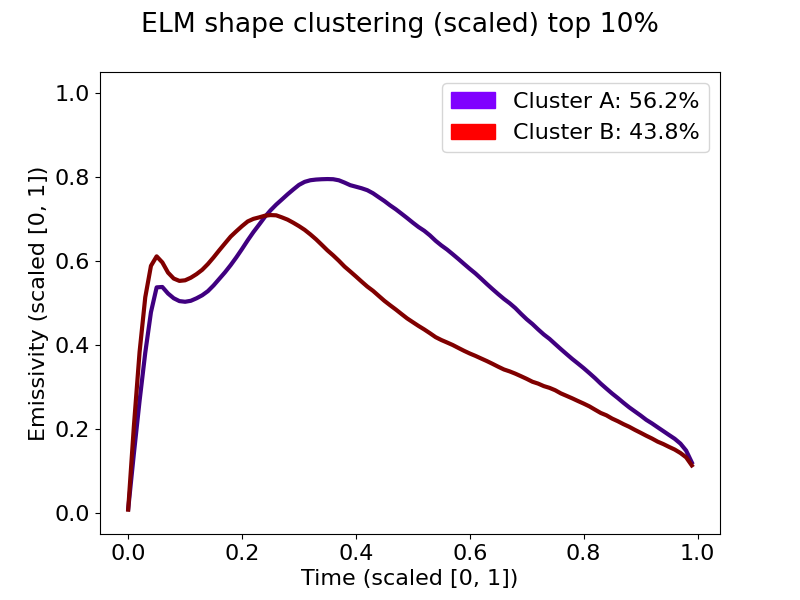 ELM shape clustering (scaled) top 10%
Cluster A: 56.2%
Cluster B: 43.8%
Emissivity (scaled [0, 1])
1.0
0.8
0.6
0.4
0.2
0.0
0.0 0.2 0.4 0.6 0.8 1.0
Time (scaled [0, 1])